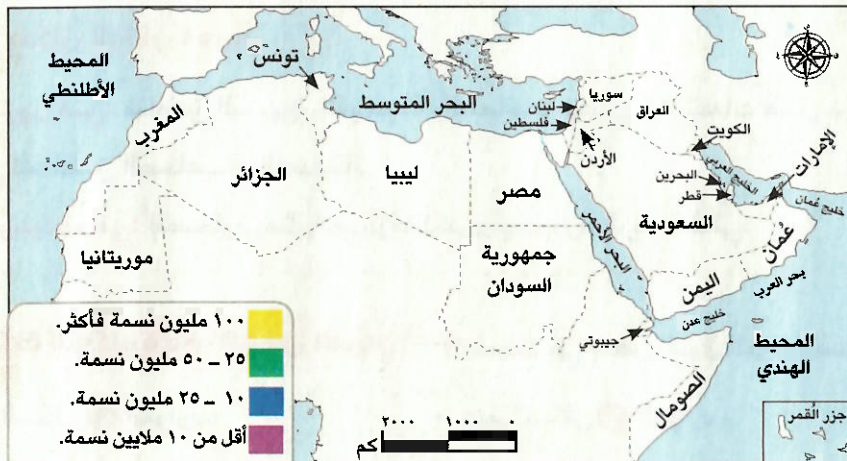 المحيط
الأطلنطي
تونس
المغرب
الجزائر
ليبيا
موريتانيا
البحر المتوسط
مصر
جمهورية
السودان
سوريا
لبنان
فلسطين
العراق
الأردن
الكويت
البحرين
قطر
الخليج العربي
الإمارات
خليج عُمان
السعودية
البحر الأحمر
عُمان
اليمن
بحر العرب
خليج عدن
جيبوتي
الصومال
المحيط
الهندي
جزر القمر
١٠٠ مليون نسمة فأكثر.
٢٥ – ٥٠ مليون نسمة.
١٠ – ٢٥ مليون نسمة.
أقل من ١٠ ملايين نسمة.
٢٠٠٠ ١٠٠٠ ٠
كم